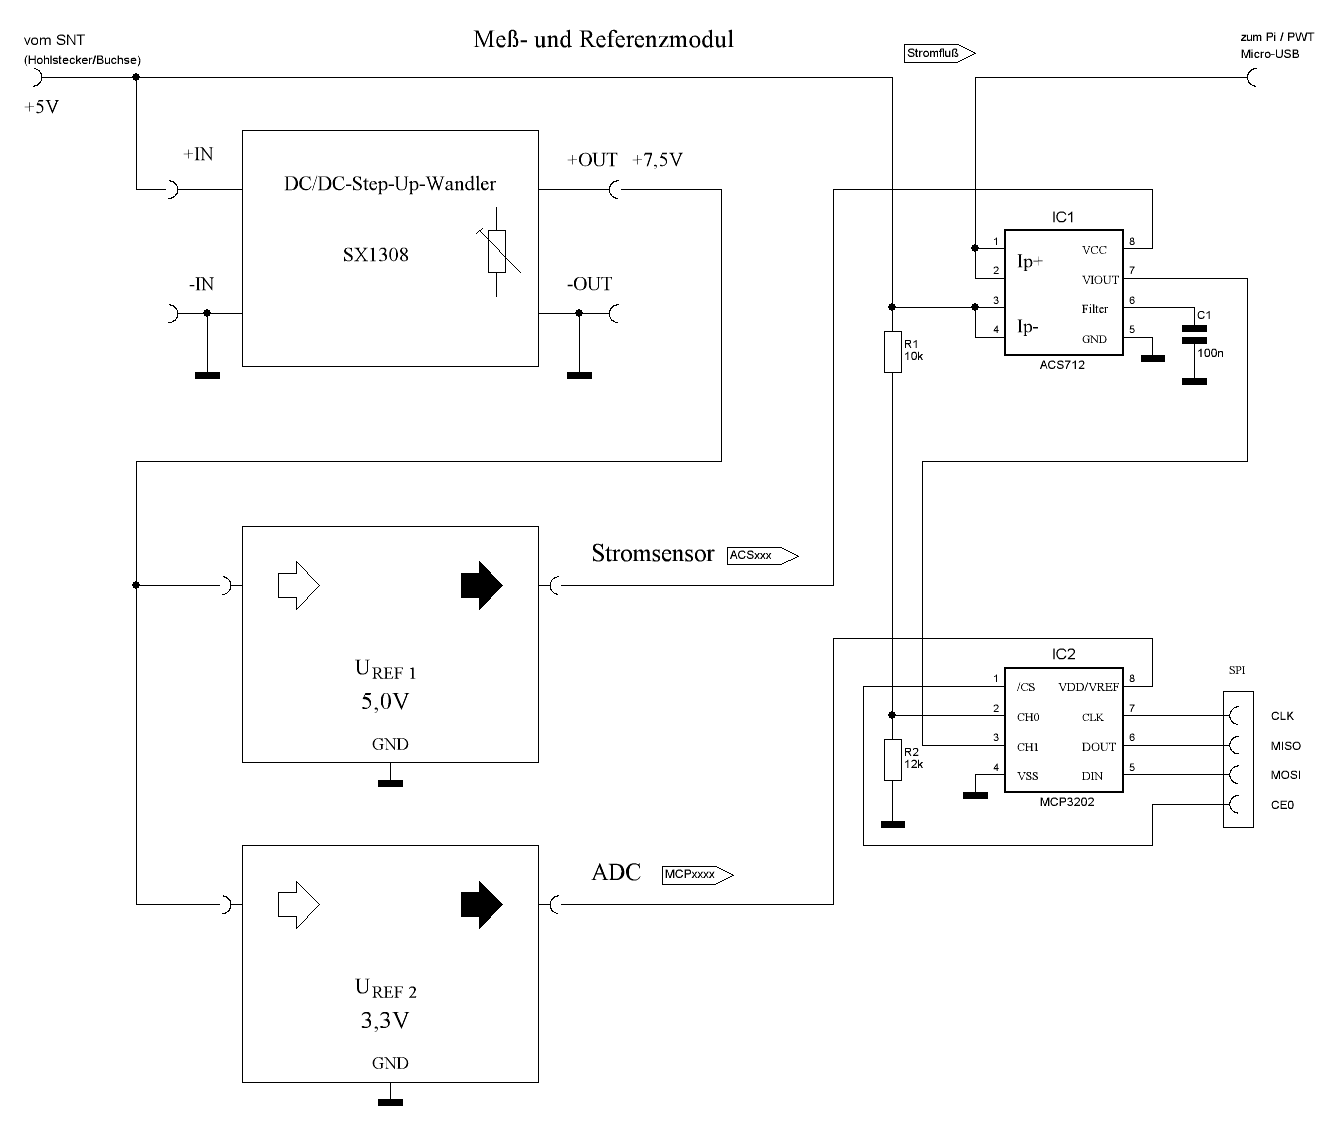 Meß- und Referenzmodul
vom SNT
(Hohlstecker/Buchse)
+5V
Stromfluß
zum Pi / PWT
Micro-USB
+IN
-IN
DC/DC-Step-Up-Wandler
SX1308
+OUT +7,5V
-OUT
IC1
1
2
3
4
Ip+
Ip-
VCC
VIOUT
Filter
GND
8
7
6
5
ACS712
C1
100n
R1
10k
Stromsensor
ACSxxx
UREF 1
5,0V
GND
IC2
1
2
3
4
/CS
CH0
CH1
VSS
VDD/VREF
CLK
DOUT
DIN
8
7
6
5
MCP3202
R2
12k
SPI
CLK
MISO
MOSI
CE0
ADC
MCPxxxx
UREF 2
3,3V
GND